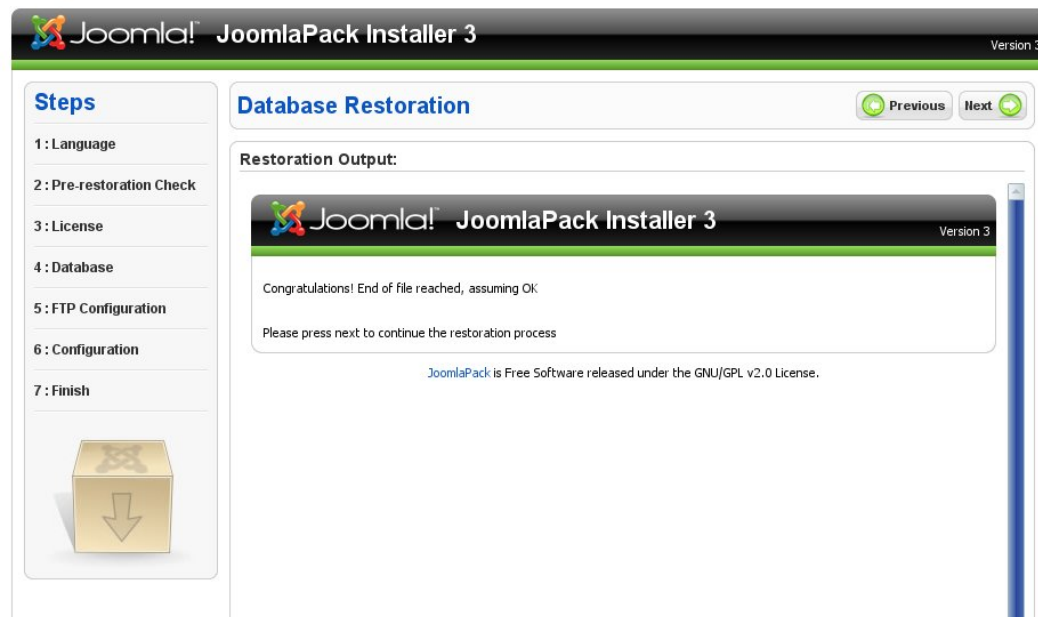 Joomla! JoomlaPack Installer 3
Version 3
Steps
1 : Language
2 : Pre-restoration Check
3 : License
4 : Database
5 : FTP Configuration
6 : Configuration
7 : Finish
Database Restoration
Previous Next
Restoration Output:
Joomla! JoomlaPack Installer 3
Version 3
Congratulations! End of file reached, assuming OK
Please press next to continue the restoration process
JoomlaPack is Free Software released under the GNU/GPL v2.0 License.